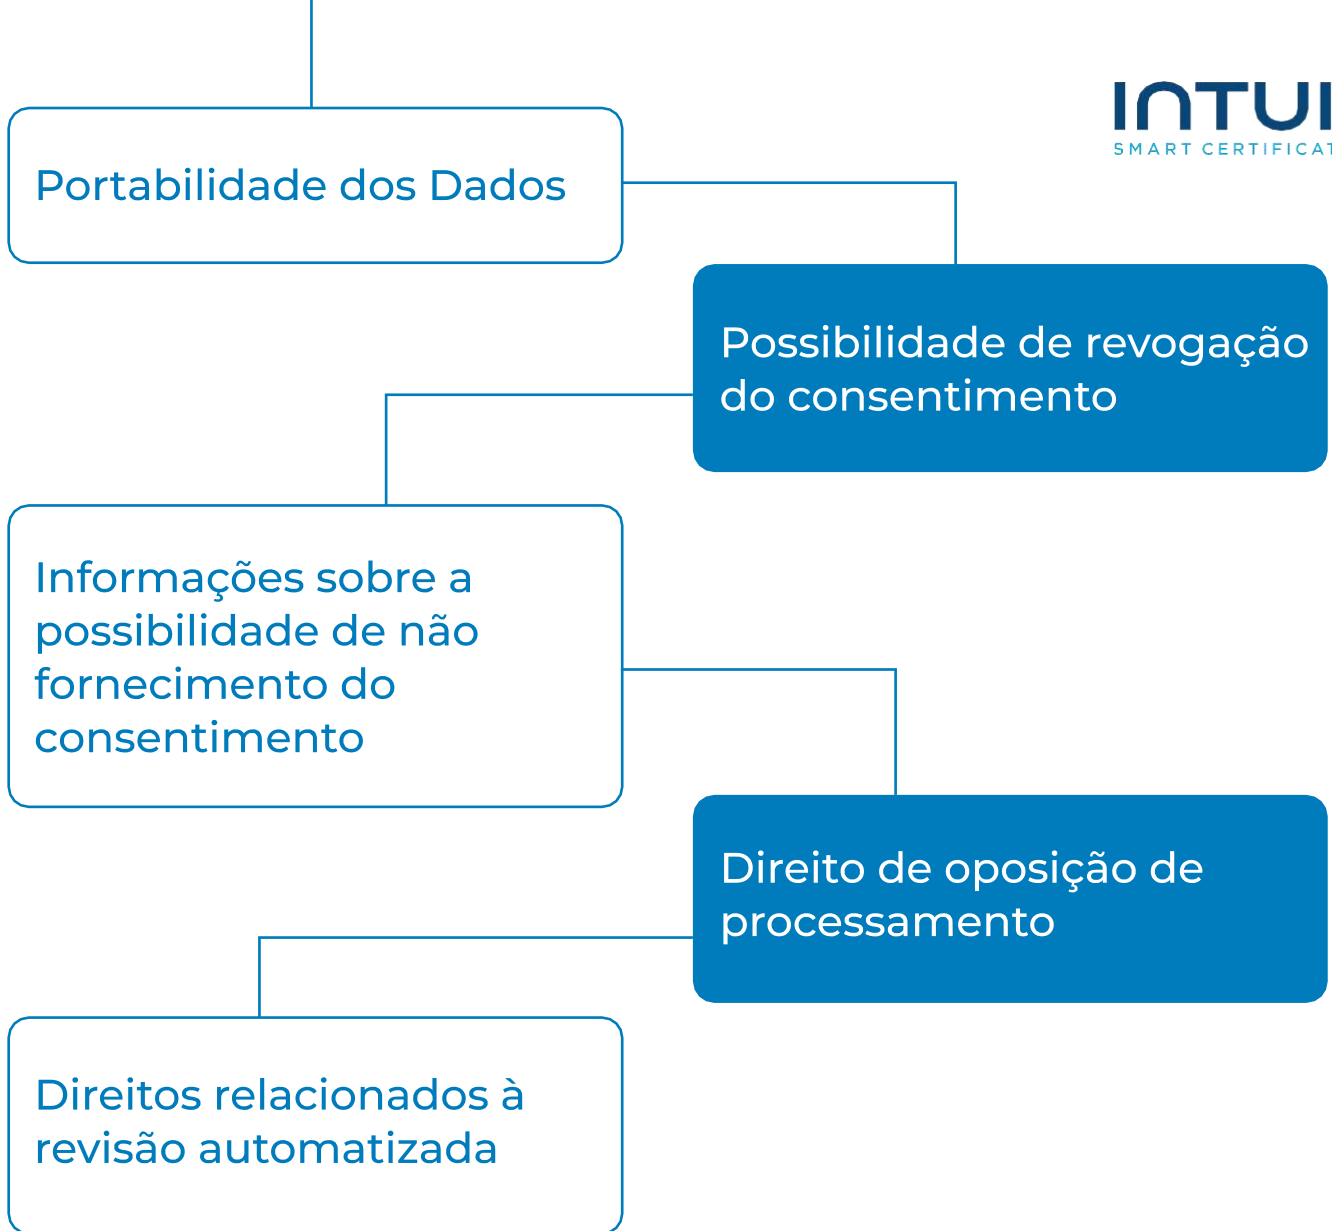 INTUI
SMART CERTIFICAT
Portabilidade dos Dados
Possibilidade de revogação
do consentimento
Informações sobre a
possibilidade de não
fornecimento do
consentimento
Direito de oposição de
processamento
Direitos relacionados à
revisão automatizada